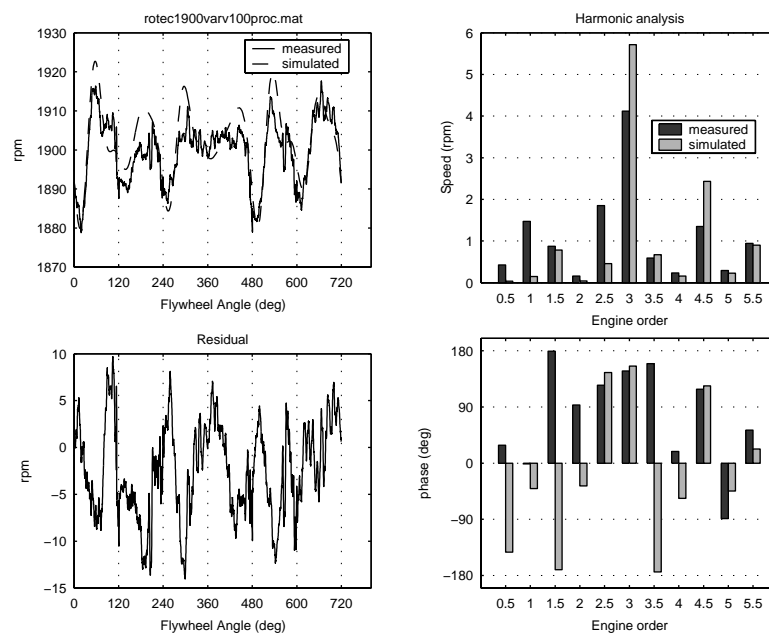 rotec1900varv100proc.mat
1930
1920
1910
1900
1890
1880
1870
rpm
measured
simulated
0 120 240 360 480 600 720
Flywheel Angle (deg)
Harmonic analysis
6
5
4
3
2
1
0
Speed (rpm)
measured
simulated
0.5 1 1.5 2 2.5 3 3.5 4 4.5 5 5.5
Engine order
Residual
10
5
0
−5
−10
−15
rpm
0 120 240 360 480 600 720
Flywheel Angle (deg)
180
90
0
−90
−180
phase (deg)
0.5 1 1.5 2 2.5 3 3.5 4 4.5 5 5.5
Engine order